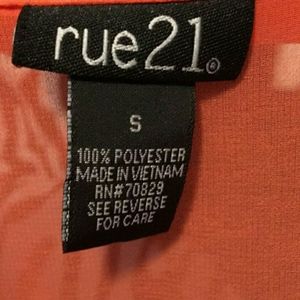 rue21®
S
100% POLYESTER
MADE IN VIETNAM
RN#70829
SEE REVERSE
FOR CARE